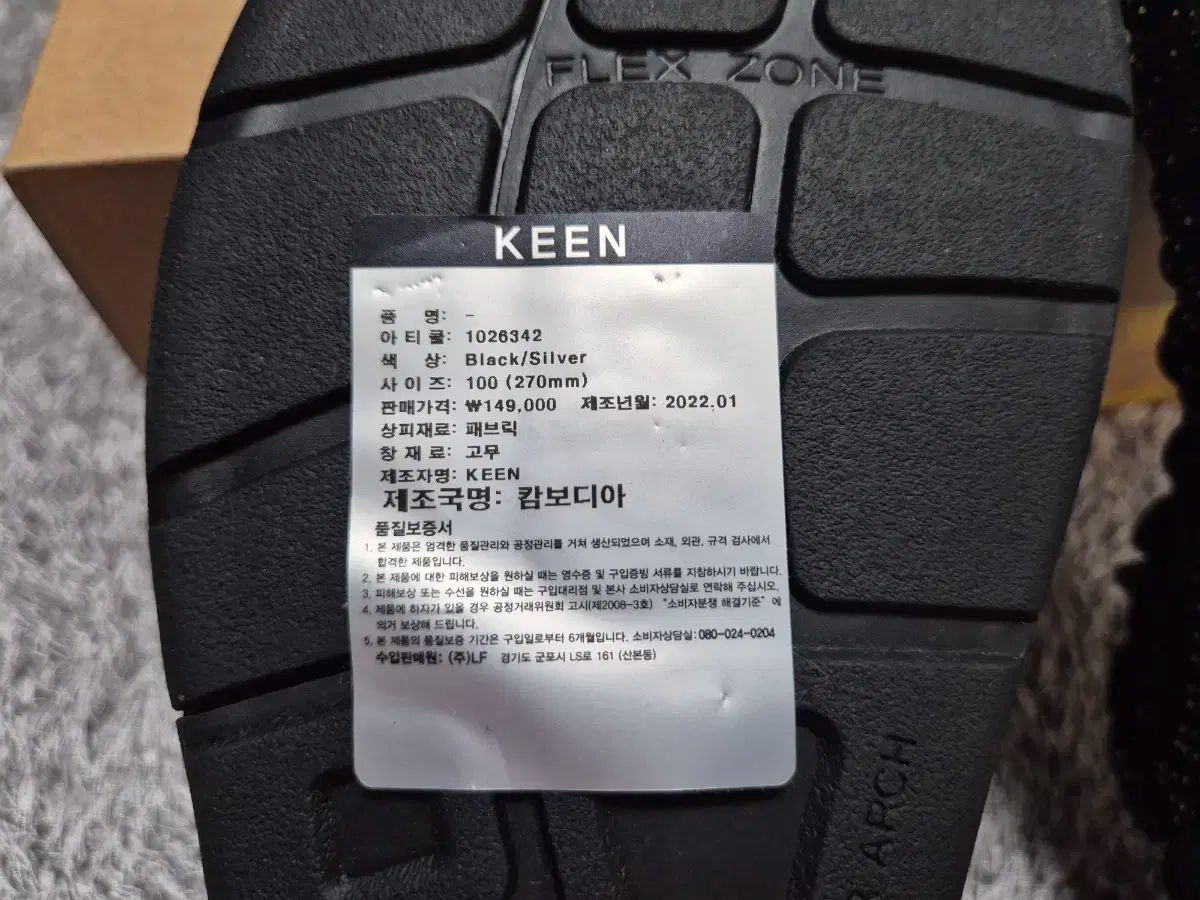 FLEX ZONE
KEEN
품 명: -
아 티 클: 1026342
색 상: Black/Silver
사 이 즈: 100 (270mm)
판매가격: ₩149,000 제조년월: 2022.01
상피재료: 패브릭
창 재 료: 고무
제조자명: KEEN
제조국명: 캄보디아
품질보증서
1. 본 제품은 엄격한 품질관리와 공정관리를 거쳐 생산되었으며 소재, 외관, 규격 검사에서
합격한 제품입니다.
2. 본 제품에 대한 피해보상을 원하실 때는 영수증 및 구입증빙 서류를 지참하시기 바랍니다.
3. 피해보상 또는 수선을 원하실 때는 구입대리점 및 본사 소비자상담실로 연락해 주십시오.
4. 제품에 하자가 있을 경우 공정거래위원회 고시(제2008-3호) "소비자분쟁 해결기준" 에
의거 보상해 드립니다.
5. 본 제품의 품질보증 기간은 구입일로부터 6개월입니다. 소비자상담실: 080-024-0204
수입판매원: (주)LF 경기도 군포시 LS로 161 (산본동)
ARCH